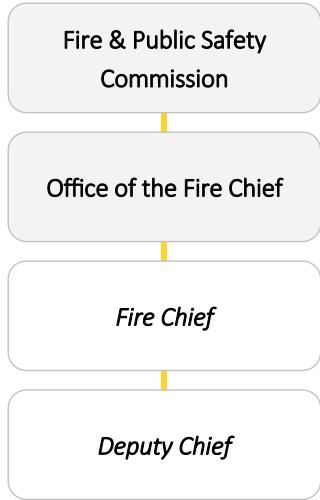 Fire & Public Safety
Commission
Office of the Fire Chief
Fire Chief
Deputy Chief